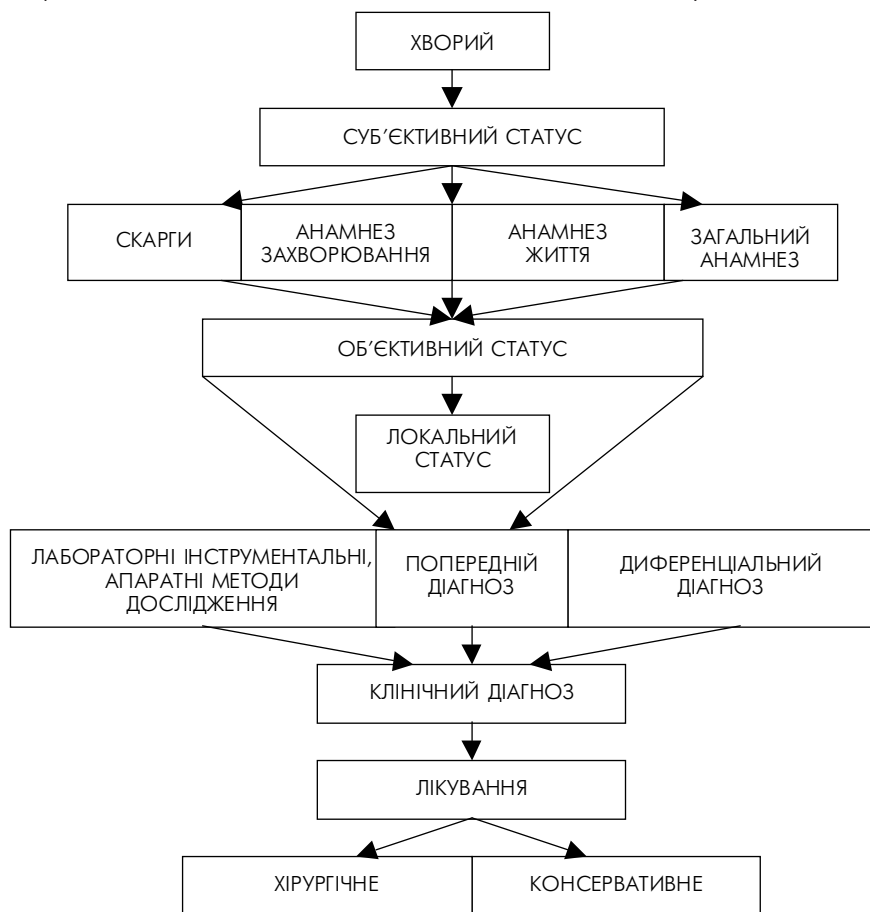 ХВОРИЙ
СУБ’ЄКТИВНИЙ СТАТУС
СКАРГИ
АНАМНЕЗ
ЗАХВОРЮВАННЯ
АНАМНЕЗ
ЖИТТЯ
ЗАГАЛЬНИЙ
АНАМНЕЗ
ОБ’ЄКТИВНИЙ СТАТУС
ЛОКАЛЬНИЙ
СТАТУС
ЛАБОРАТОРНІ ІНСТРУМЕНТАЛЬНІ,
АПАРАТНІ МЕТОДИ
ДОСЛІДЖЕННЯ
ПОПЕРЕДНІЙ
ДІАГНОЗ
ДИФЕРЕНЦІАЛЬНИЙ
ДІАГНОЗ
КЛІНІЧНИЙ ДІАГНОЗ
ЛІКУВАННЯ
ХІРУРГІЧНЕ
КОНСЕРВАТИВНЕ